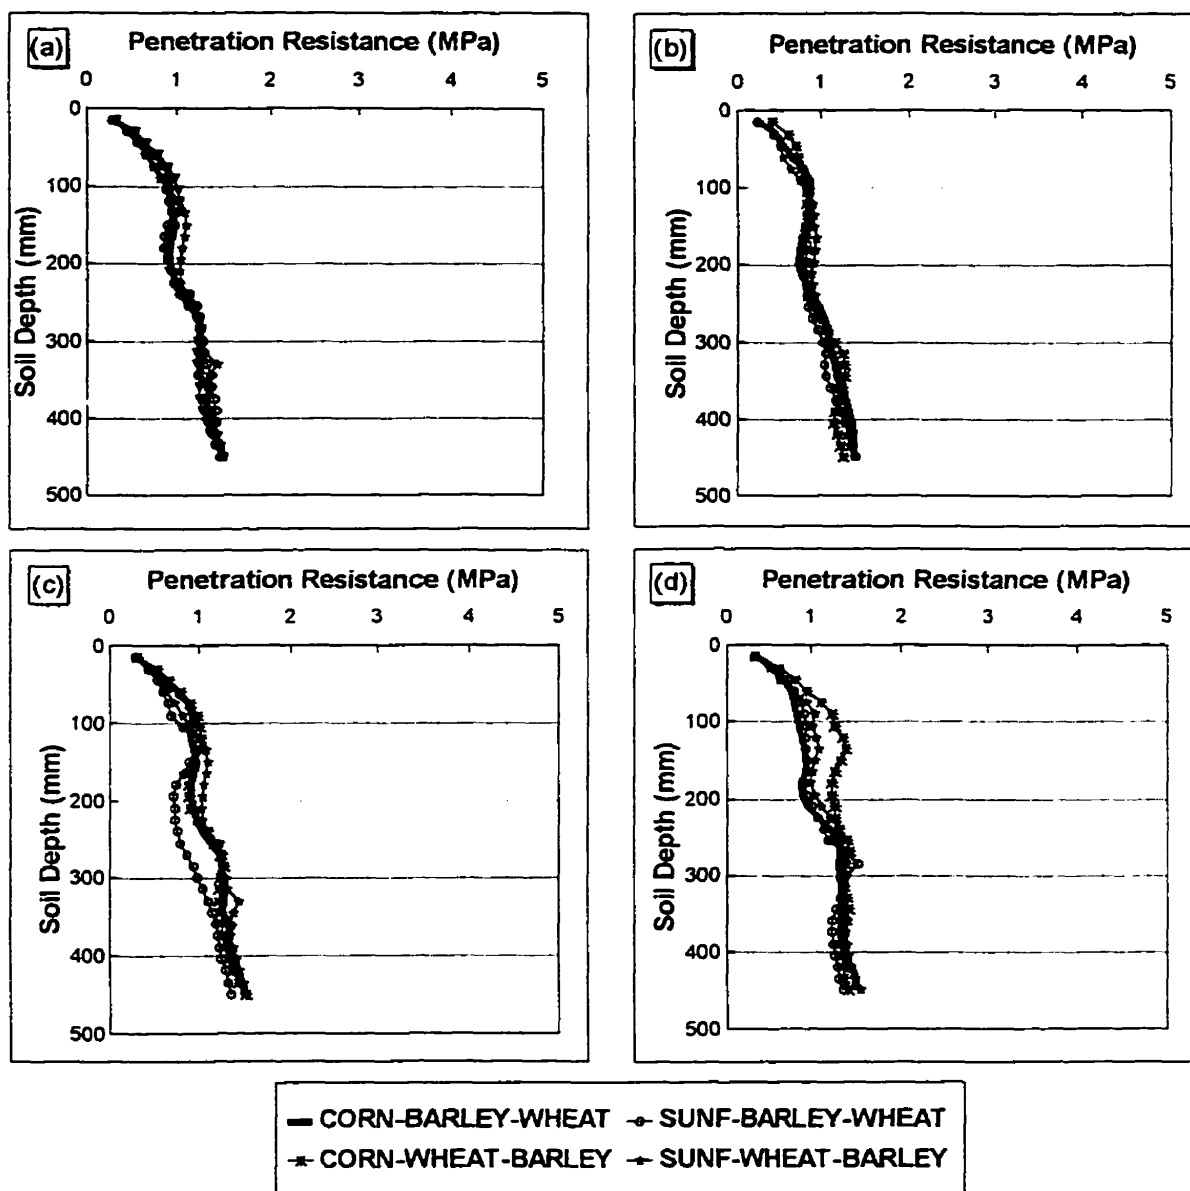 (a) Penetration Resistance (MPa)
0 1 2 3 4 5
Soil Depth (mm)
0
100
200
300
400
500
(b) Penetration Resistance (MPa)
0 1 2 3 4 5
Soil Depth (mm)
0
100
200
300
400
500
(c) Penetration Resistance (MPa)
0 1 2 3 4 5
Soil Depth (mm)
0
100
200
300
400
500
(d) Penetration Resistance (MPa)
0 1 2 3 4 5
Soil Depth (mm)
0
100
200
300
400
500
CORN-BARLEY-WHEAT SUNF-BARLEY-WHEAT
CORN-WHEAT-BARLEY SUNF-WHEAT-BARLEY